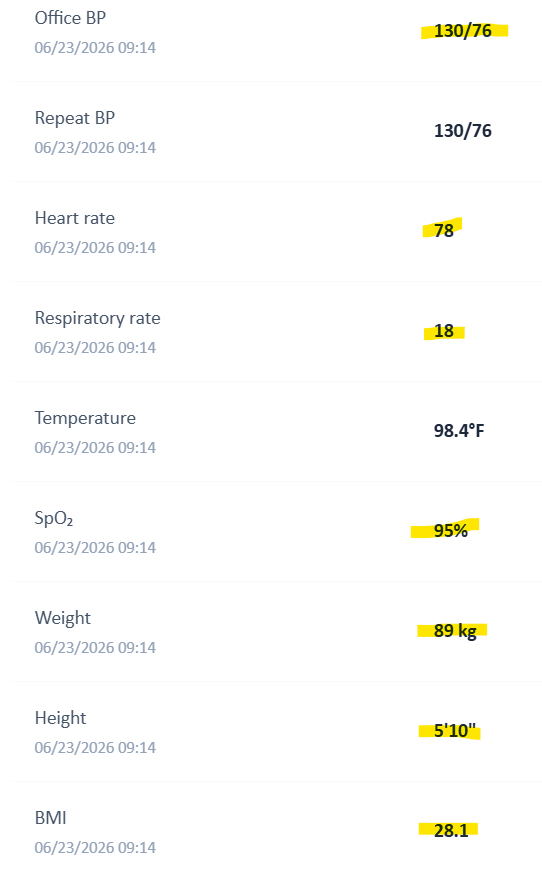 Office BP
130/76
06/23/2026 09:14
Repeat BP
130/76
06/23/2026 09:14
Heart rate
78
06/23/2026 09:14
Respiratory rate
18
06/23/2026 09:14
Temperature
98.4°F
06/23/2026 09:14
SpO₂
95%
06/23/2026 09:14
Weight
89 kg
06/23/2026 09:14
Height
5'10"
06/23/2026 09:14
BMI
28.1
06/23/2026 09:14